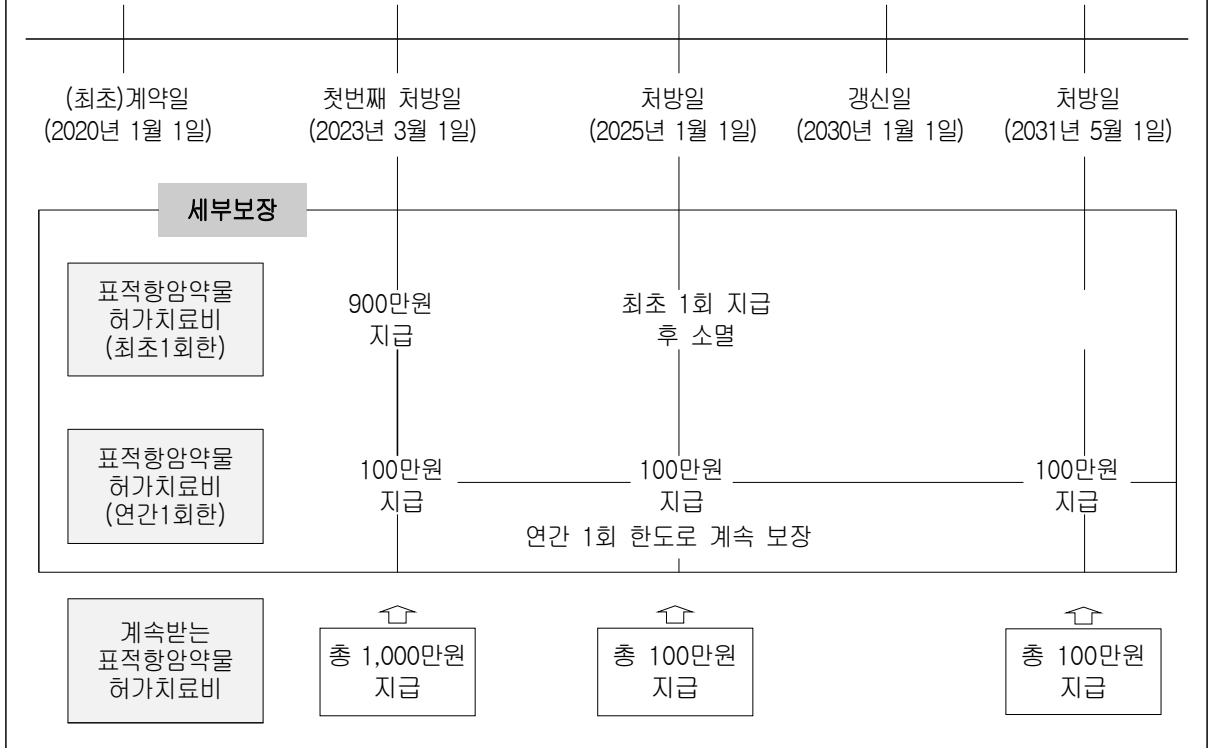 (최초)계약일
(2020년 1월 1일)
첫번째 처방일
(2023년 3월 1일)
처방일
(2025년 1월 1일)
갱신일
(2030년 1월 1일)
처방일
(2031년 5월 1일)
세부보장
표적항암약물
허가치료비
(최초1회한)
900만원
지급
최초 1회 지급
후 소멸
표적항암약물
허가치료비
(연간1회한)
100만원
지급
100만원
지급
100만원
지급
연간 1회 한도로 계속 보장
계속받는
표적항암약물
허가치료비
총 1,000만원
지급
총 100만원
지급
총 100만원
지급